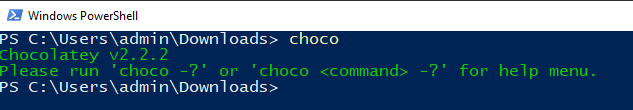 Windows PowerShell
PS C:\Users\admin\Downloads> choco
Chocolatey v2.2.2
Please run 'choco -?' or 'choco <command> -?' for help menu.
PS C:\Users\admin\Downloads>